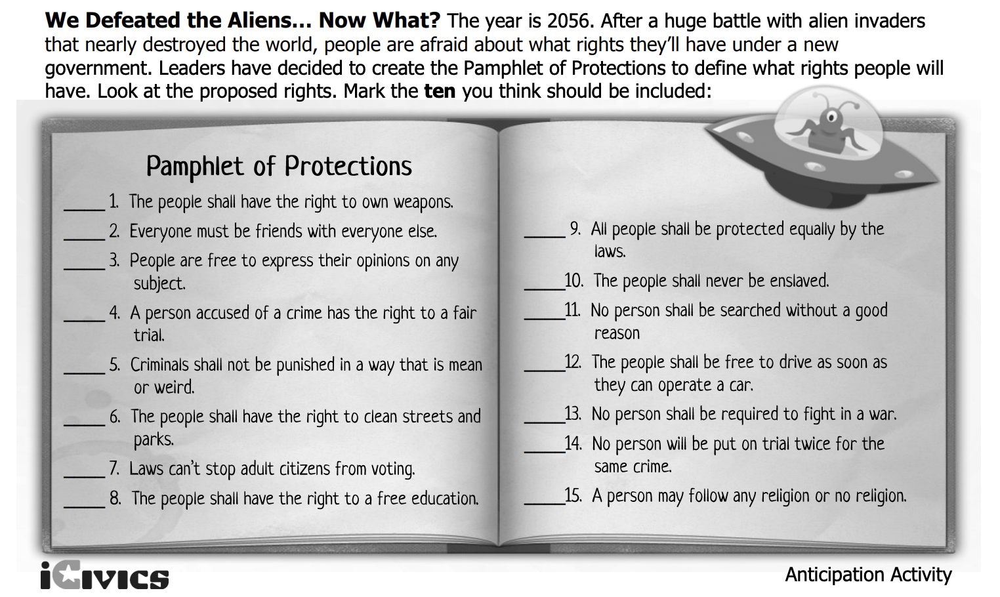 We Defeated the Aliens... Now What? The year is 2056. After a huge battle with alien invaders
that nearly destroyed the world, people are afraid about what rights they'll have under a new
government. Leaders have decided to create the Pamphlet of Protections to define what rights people will
have. Look at the proposed rights. Mark the ten you think should be included:
Pamphlet of Protections
_____ 1. The people shall have the right to own weapons.
_____ 2. Everyone must be friends with everyone else.
_____ 3. People are free to express their opinions on any
subject.
_____ 4. A person accused of a crime has the right to a fair
trial.
_____ 5. Criminals shall not be punished in a way that is mean
or weird.
_____ 6. The people shall have the right to clean streets and
parks.
_____ 7. Laws can't stop adult citizens from voting.
_____ 8. The people shall have the right to a free education.
_____ 9. All people shall be protected equally by the
laws.
_____10. The people shall never be enslaved.
_____11. No person shall be searched without a good
reason
_____12. The people shall be free to drive as soon as
they can operate a car.
_____13. No person shall be required to fight in a war.
_____14. No person will be put on trial twice for the
same crime.
_____15. A person may follow any religion or no religion.
iCivics
Anticipation Activity